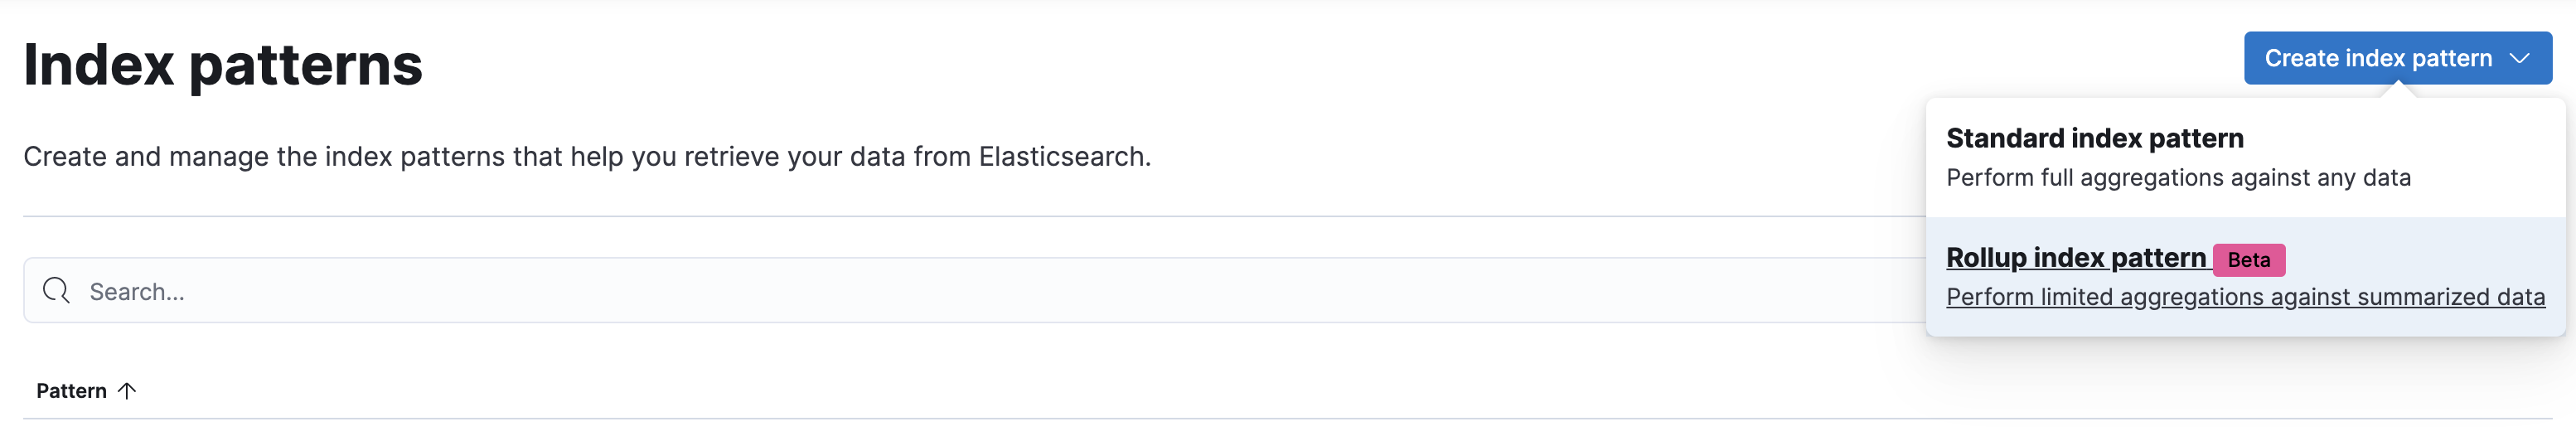 Index patterns
Create index pattern
Create and manage the index patterns that help you retrieve your data from Elasticsearch.
Standard index pattern
Perform full aggregations against any data
Rollup index pattern Beta
Perform limited aggregations against summarized data
Search...
Pattern